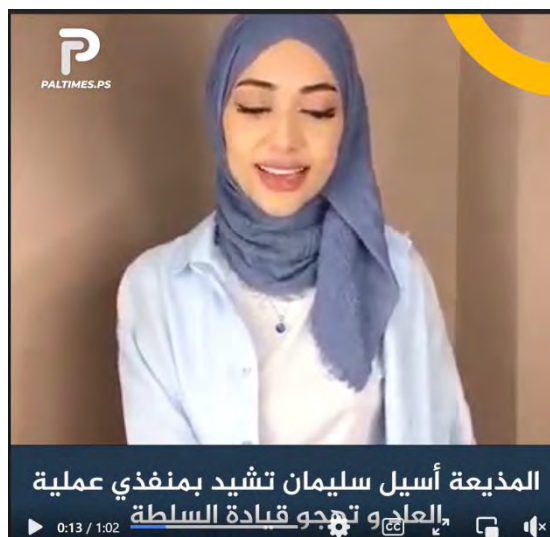 PALTIMES.PS
المذيعة أسيل سليمان تشيد بمنفذي عملية
العاد و تهجو قيادة السلطة
0:13 / 1:02
CC